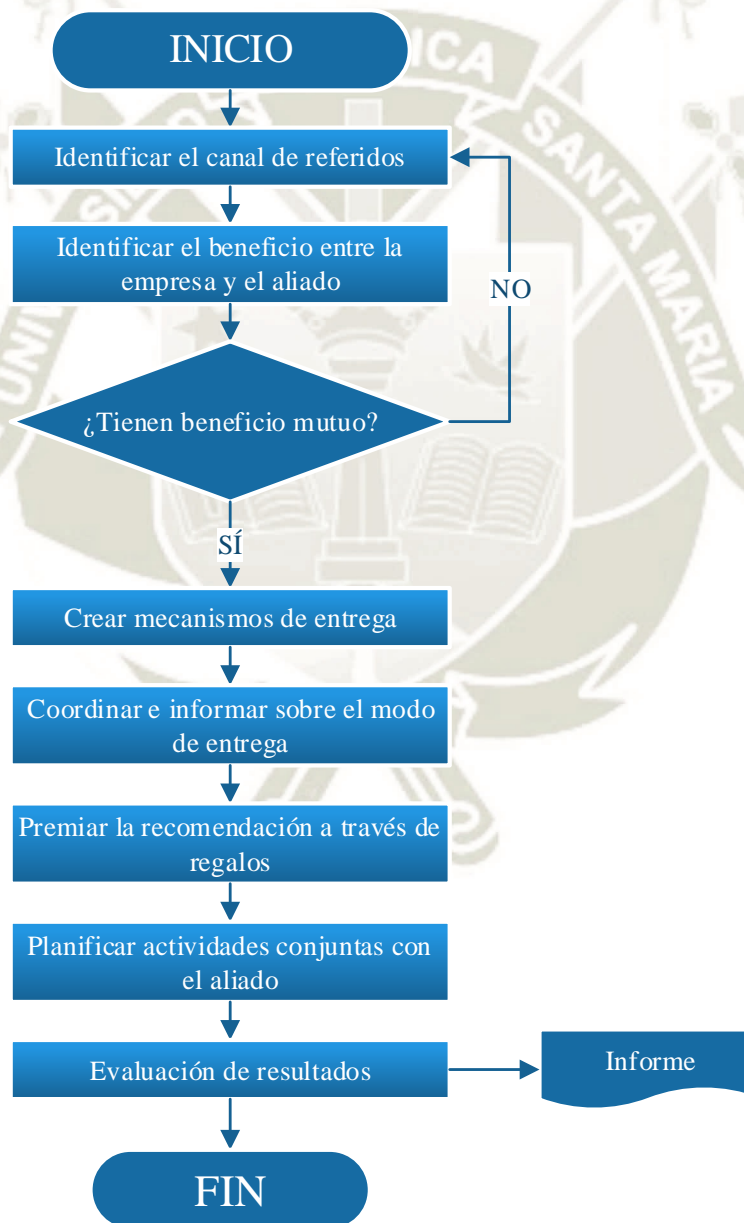 INICIO
Identificar el canal de referidos
Identificar el beneficio entre la
empresa y el aliado
NO
¿Tienen beneficio mutuo?
SÍ
Crear mecanismos de entrega
Coordinar e informar sobre el modo
de entrega
Premiar la recomendación a través de
regalos
Planificar actividades conjuntas con
el aliado
Evaluación de resultados
Informe
FIN
SANTA MARIA